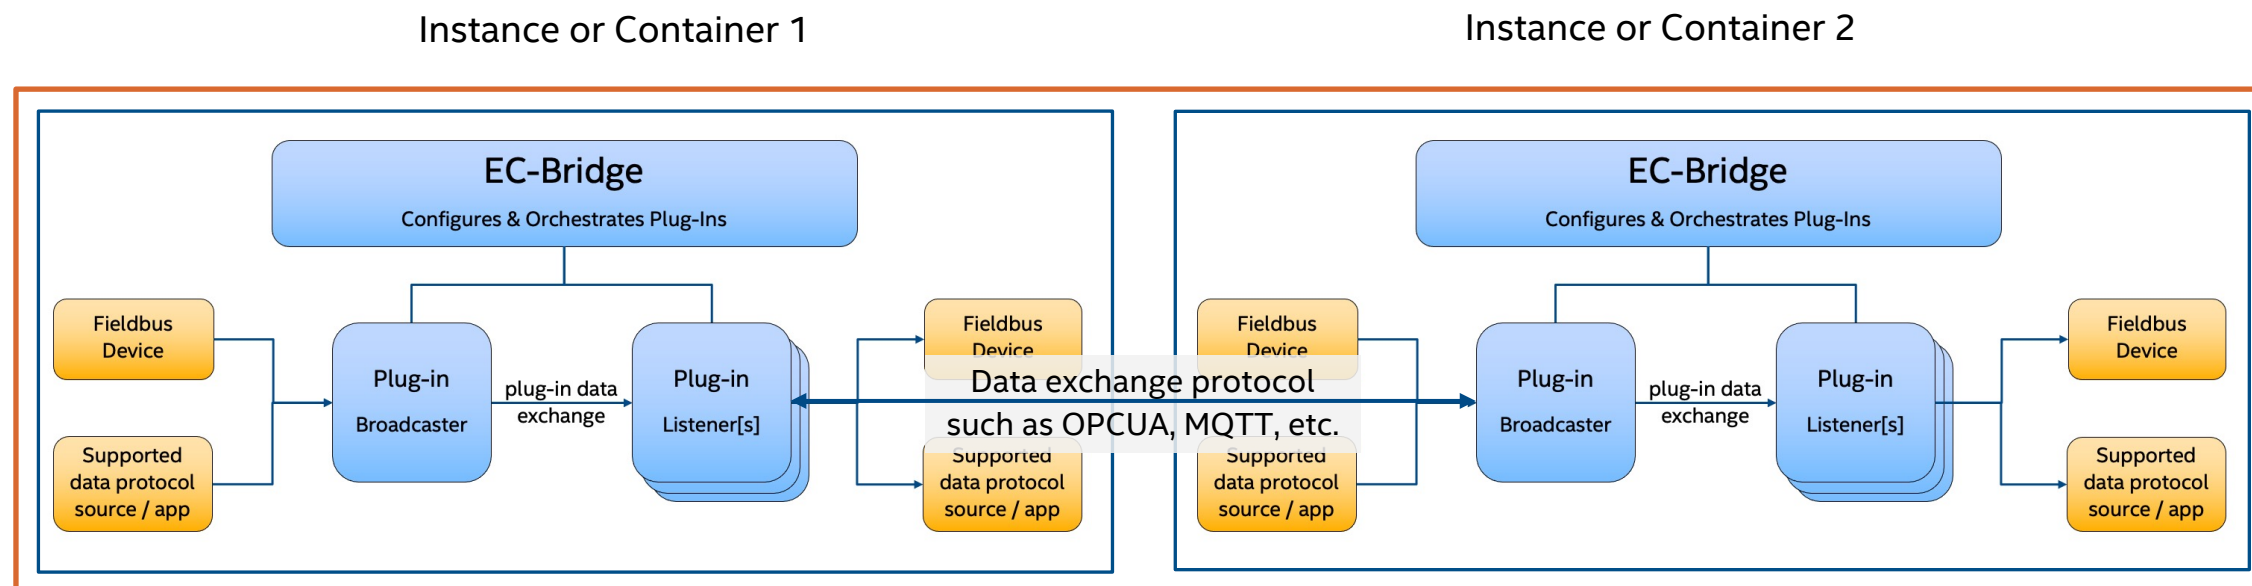 Instance or Container 1
Instance or Container 2
EC-Bridge
Configures & Orchestrates Plug-Ins
Fieldbus
Device
Supported
data protocol
source / app
Plug-in
Broadcaster
plug-in data
exchange
Plug-in
Listener[s]
Fieldbus
Device
Supported
data protocol
source / app
Data exchange protocol
such as OPCUA, MQTT, etc.
EC-Bridge
Configures & Orchestrates Plug-Ins
Fieldbus
Device
Supported
data protocol
source / app
Plug-in
Broadcaster
plug-in data
exchange
Plug-in
Listener[s]
Fieldbus
Device
Supported
data protocol
source / app